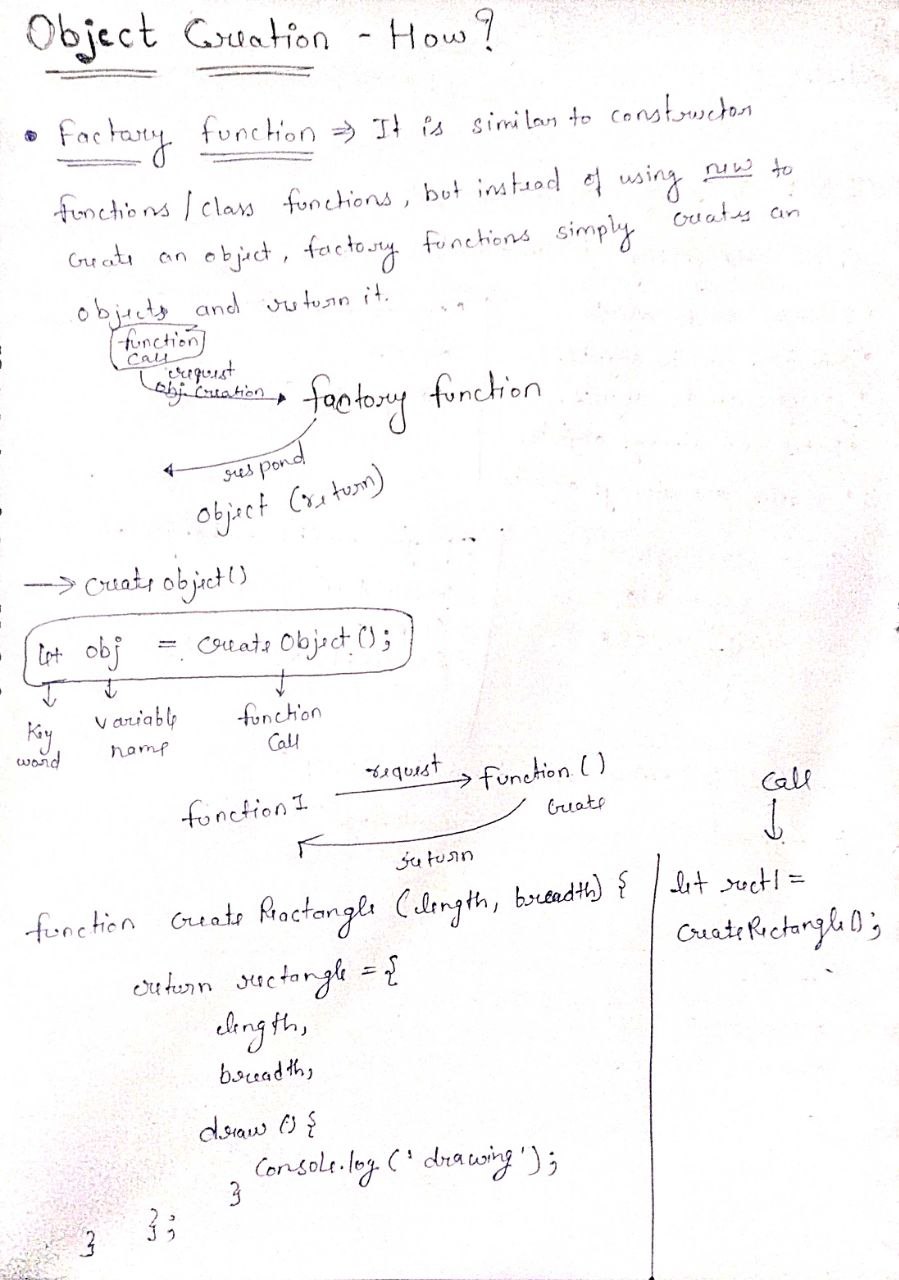 Object Creation - How?
• Factory function ⇒ It is similar to constructor
functions / class functions, but instead of using new to
create an object, factory functions simply creates an
objects and return it.
function
call
request
obj. creation → factory function
respond
object (return)
→ create object()
let obj = create Object ();
Key
word
variable
name
function
Call
function I request → function ()
Create
return
function create Rectangle (length, breadth) {
return rectangle = {
length,
breadth,
draw () {
Console.log (' drawing ');
}
};
}
Call
↓
let rect1 =
create Rectangle();